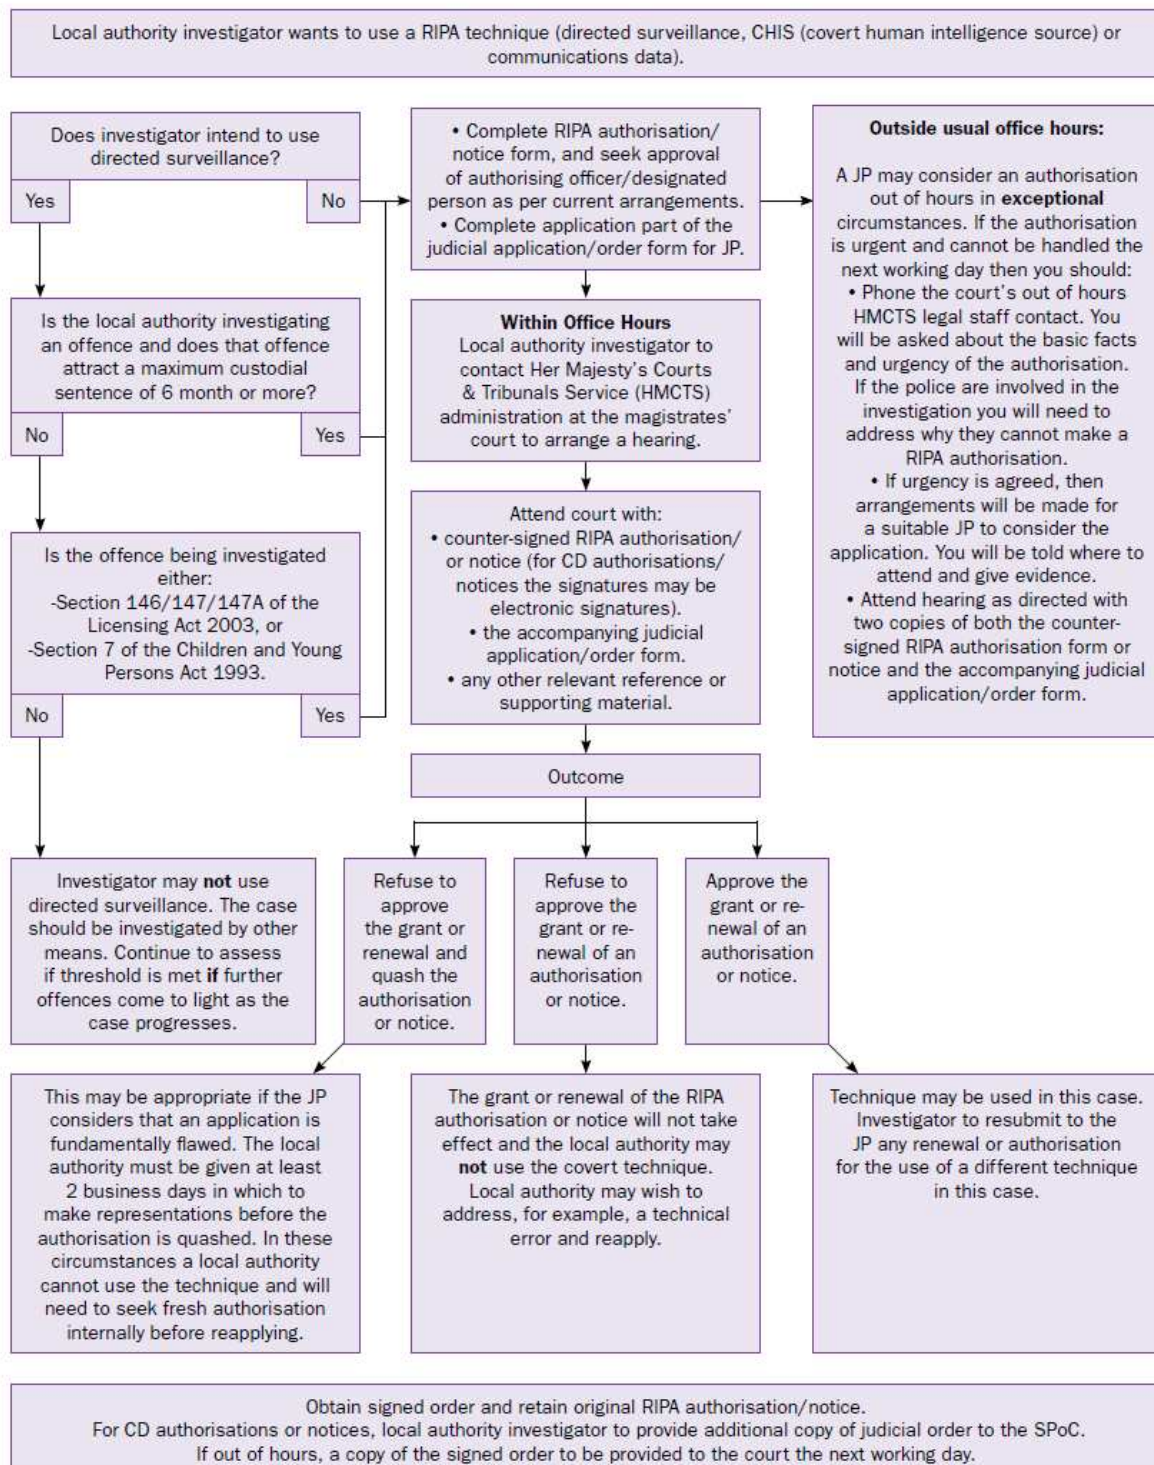 Local authority investigator wants to use a RIPA technique (directed surveillance, CHIS (covert human intelligence source) or
communications data).
Does investigator intend to use
directed surveillance?
Yes
No
Is the local authority investigating
an offence and does that offence
attract a maximum custodial
sentence of 6 month or more?
No
Yes
Is the offence being investigated
either:
-Section 146/147/147A of the
Licensing Act 2003, or
-Section 7 of the Children and Young
Persons Act 1993.
No
Yes
• Complete RIPA authorisation/
notice form, and seek approval
of authorising officer/designated
person as per current arrangements.
• Complete application part of the
judicial application/order form for JP.
Within Office Hours
Local authority investigator to
contact Her Majesty's Courts
& Tribunals Service (HMCTS)
administration at the magistrates'
court to arrange a hearing.
Attend court with:
• counter-signed RIPA authorisation/
or notice (for CD authorisations/
notices the signatures may be
electronic signatures).
• the accompanying judicial
application/order form.
• any other relevant reference or
supporting material.
Outside usual office hours:
A JP may consider an authorisation
out of hours in exceptional
circumstances. If the authorisation
is urgent and cannot be handled the
next working day then you should:
• Phone the court's out of hours
HMCTS legal staff contact. You
will be asked about the basic facts
and urgency of the authorisation.
If the police are involved in the
investigation you will need to
address why they cannot make a
RIPA authorisation.
• If urgency is agreed, then
arrangements will be made for
a suitable JP to consider the
application. You will be told where to
attend and give evidence.
• Attend hearing as directed with
two copies of both the counter-
signed RIPA authorisation form or
notice and the accompanying judicial
application/order form.
Outcome
Investigator may not use
directed surveillance. The case
should be investigated by other
means. Continue to assess
if threshold is met if further
offences come to light as the
case progresses.
Refuse to
approve
the grant or
renewal and
quash the
authorisation
or notice.
Refuse to
approve the
grant or re-
newal of an
authorisation
or notice.
Approve the
grant or re-
newal of an
authorisation
or notice.
This may be appropriate if the JP
considers that an application is
fundamentally flawed. The local
authority must be given at least
2 business days in which to
make representations before the
authorisation is quashed. In these
circumstances a local authority
cannot use the technique and will
need to seek fresh authorisation
internally before reapplying.
The grant or renewal of the RIPA
authorisation or notice will not take
effect and the local authority may
not use the covert technique.
Local authority may wish to
address, for example, a technical
error and reapply.
Technique may be used in this case.
Investigator to resubmit to the
JP any renewal or authorisation
for the use of a different technique
in this case.
Obtain signed order and retain original RIPA authorisation/notice.
For CD authorisations or notices, local authority investigator to provide additional copy of judicial order to the SPoC.
If out of hours, a copy of the signed order to be provided to the court the next working day.